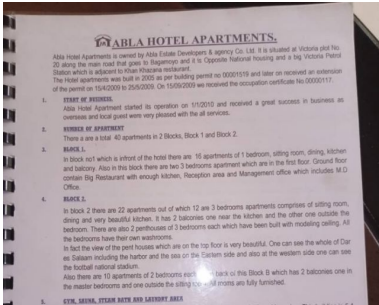 ABLA HOTEL APARTMENTS.
Abla Hotel Apartments is owned by Abla Estate Developers & agency Co. Ltd. It is situated at Victoria plot No.
20 along the main road that goes to Bagamoyo and it is Opposite National housing and a big Victoria Petrol
Station which is adjacent to Khan Khazana restaurant.
The Hotel apartments was built in 2005 as per building permit no 00001519 and later on received an extension
of the permit on 15/4/2009 to 25/8/2009. On 15/09/2009 we received the occupation certificate No.00000117.
1. START OF BUSINESS.
Abla Hotel Apartment started its operation on 1/1/2010 and received a great success in business as
overseas and local guest were very pleased with the all services.
2. NUMBER OF APARTMENT
There a are a total 40 apartments in 2 Blocks, Block 1 and Block 2.
3. BLOCK 1.
In block no1 which is infront of the hotel there are 16 apartments of 1 bedroom, sitting room, dining, kitchen
and balcony. Also in this block there are two 3 bedrooms apartment which are in the first floor. Ground floor
contain Big Restaurant with enough kitchen, Reception area and Management office which includes M.D
Office.
4. BLOCK 2.
In block 2 there are 22 apartments out of which 12 are 3 bedrooms apartments comprises of sitting room,
dining and very beautiful kitchen. It has 2 balconies one near the kitchen and the other one outside the
bedroom. There are also 2 penthouses of 3 bedrooms each which have been built with modeling ceiling. All
the bedrooms have their own washrooms.
In fact the view of the pent houses which are on the top floor is very beautiful. One can see the whole of Dar
es Salaam including the harbor and the sea on the Eastern side and also at the western side one can see
the football national stadium.
Also there are 10 apartments of 2 bedrooms each back is this Block B which has 2 balconies one in
the master bedrooms and one outside the sitting rooms are fully furnished.
5. GYM, SAUNA, STEAM BATH AND LAUNDRY AREA